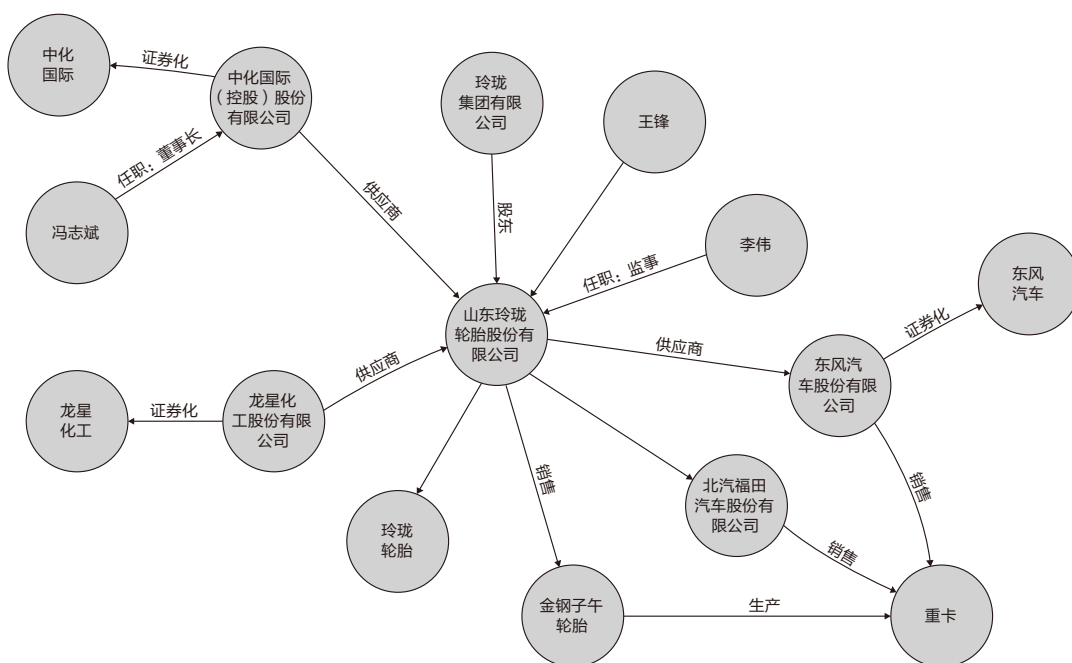 中化
国际
证券化
中化国际
（控股）股份
有限公司
玲珑
集团有限
公司
王锋
任职：董事长
冯志斌
供应商
股东
李伟
任职：监事
东风
汽车
山东玲珑
轮胎股份有
限公司
供应商
证券化
东风汽
车股份有限
公司
供应商
龙星
化工
证券化
龙星化
工股份有限
公司
销售
北汽福田
汽车股份有
限公司
销售
玲珑
轮胎
销售
金钢子午
轮胎
生产
重卡